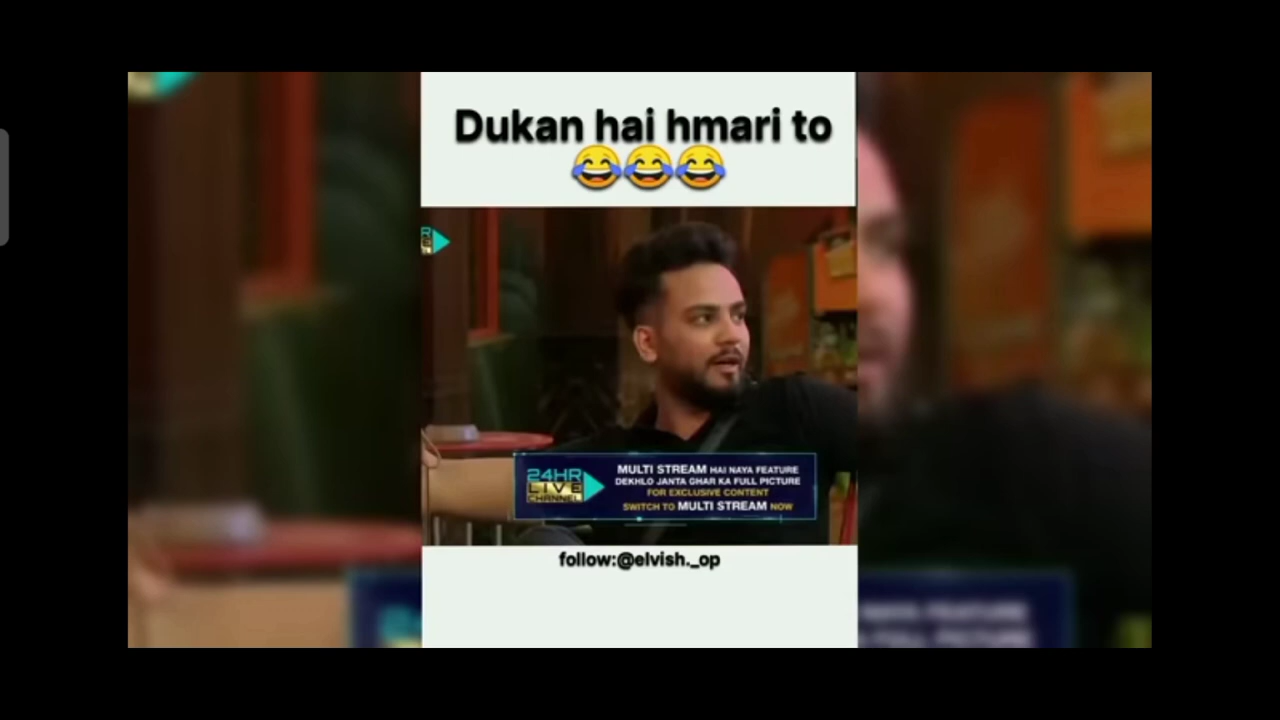 Dukan hai hmari to
😂😂😂
24HR
LIVE
CHANNEL
MULTI STREAM HAI NAYA FEATURE
DEKHLO JANTA GHAR KA FULL PICTURE
FOR EXCLUSIVE CONTENT
SWITCH TO MULTI STREAM NOW
follow:@elvish._op